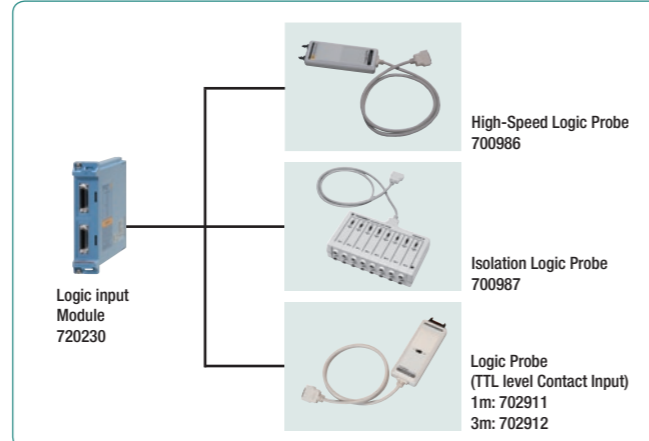 High-Speed Logic Probe
700986
Isolation Logic Probe
700987
Logic input
Module
720230
Logic Probe
(TTL level Contact Input)
1m: 702911
3m: 702912